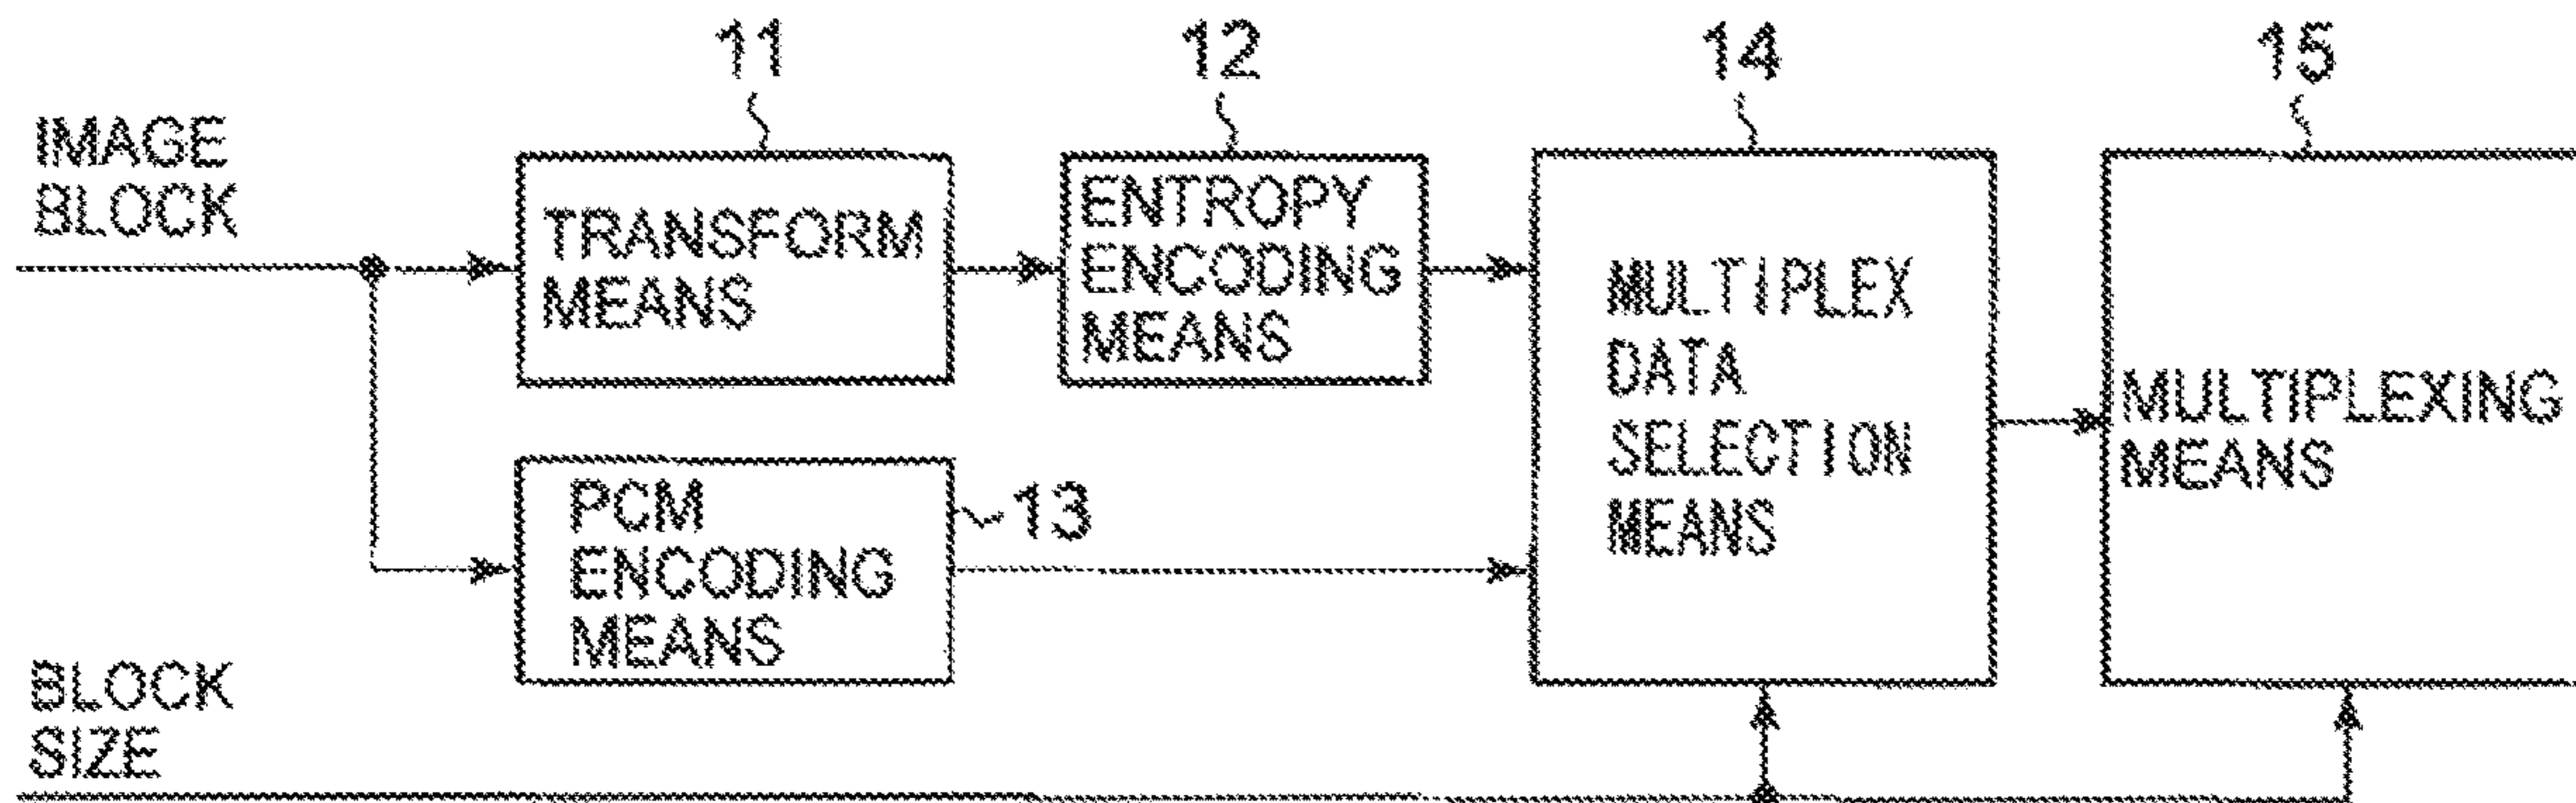 11
12
14
15
IMAGE
BLOCK
TRANSFORM
MEANS
ENTROPY
ENCODING
MEANS
MULTIPLEX
DATA
SELECTION
MEANS
MULTIPLEXING
MEANS
PCM
ENCODING
MEANS
13
BLOCK
SIZE